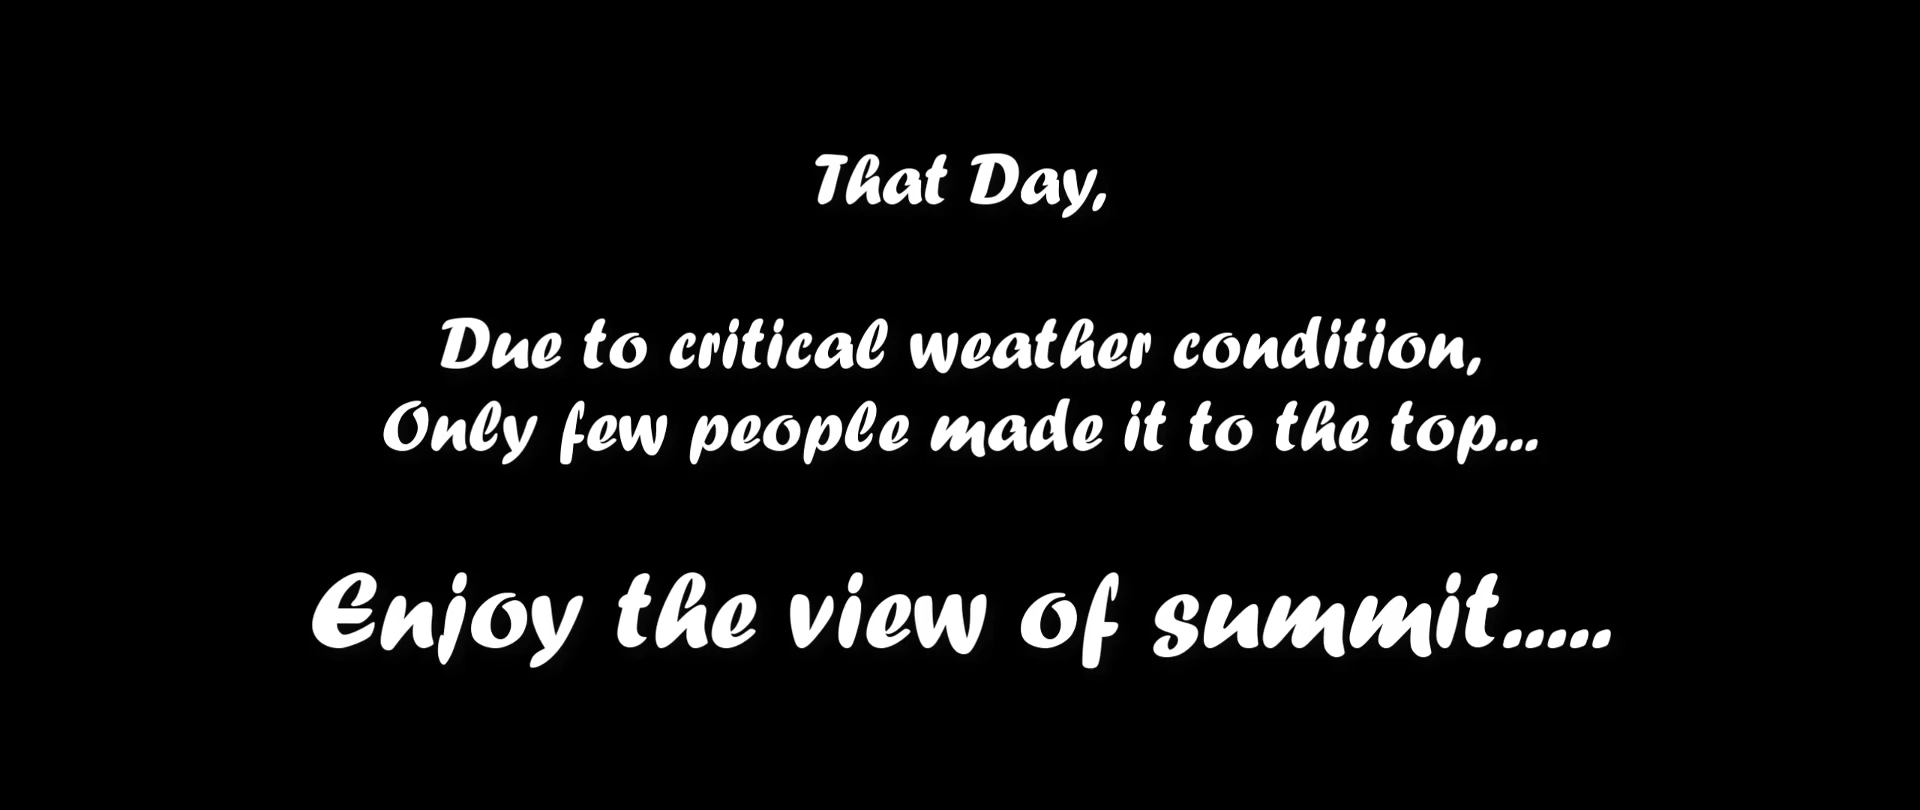 That Day,
Due to critical weather condition,
Only few people made it to the top...
Enjoy the view of summit.....